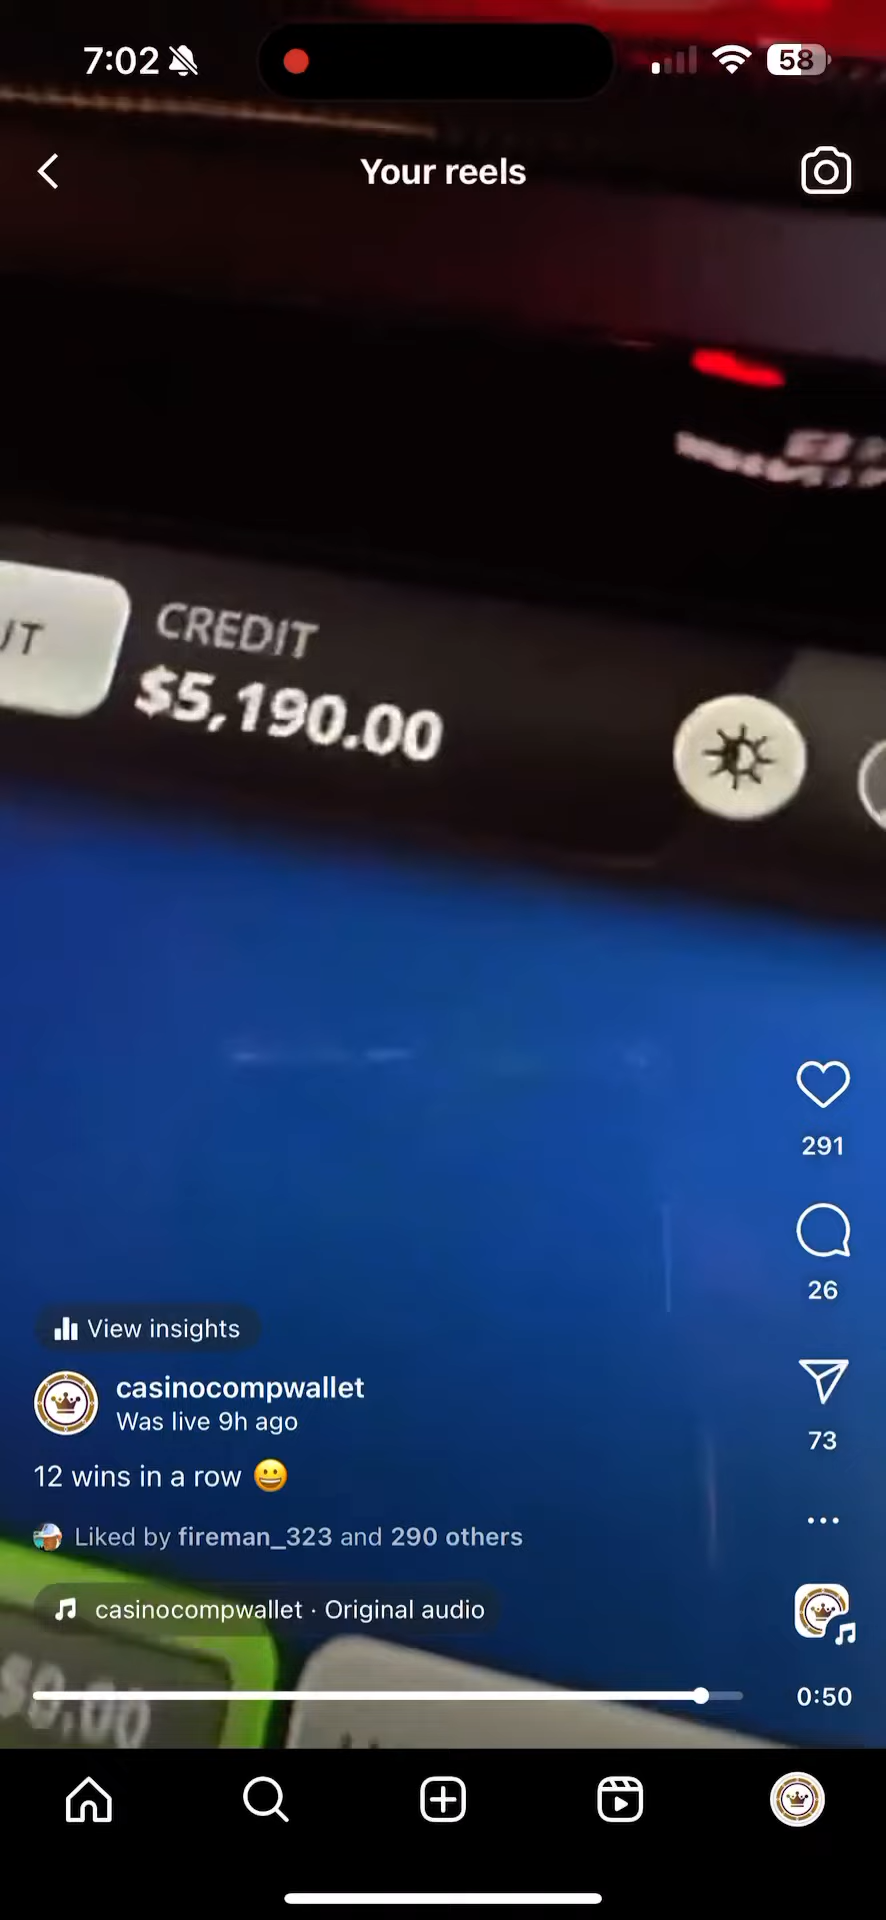 7:02
58
Your reels
CREDIT
$5,190.00
291
26
View insights
casinocompwallet
Was live 9h ago
73
12 wins in a row 😀
Liked by fireman_323 and 290 others
casinocompwallet · Original audio
0:50